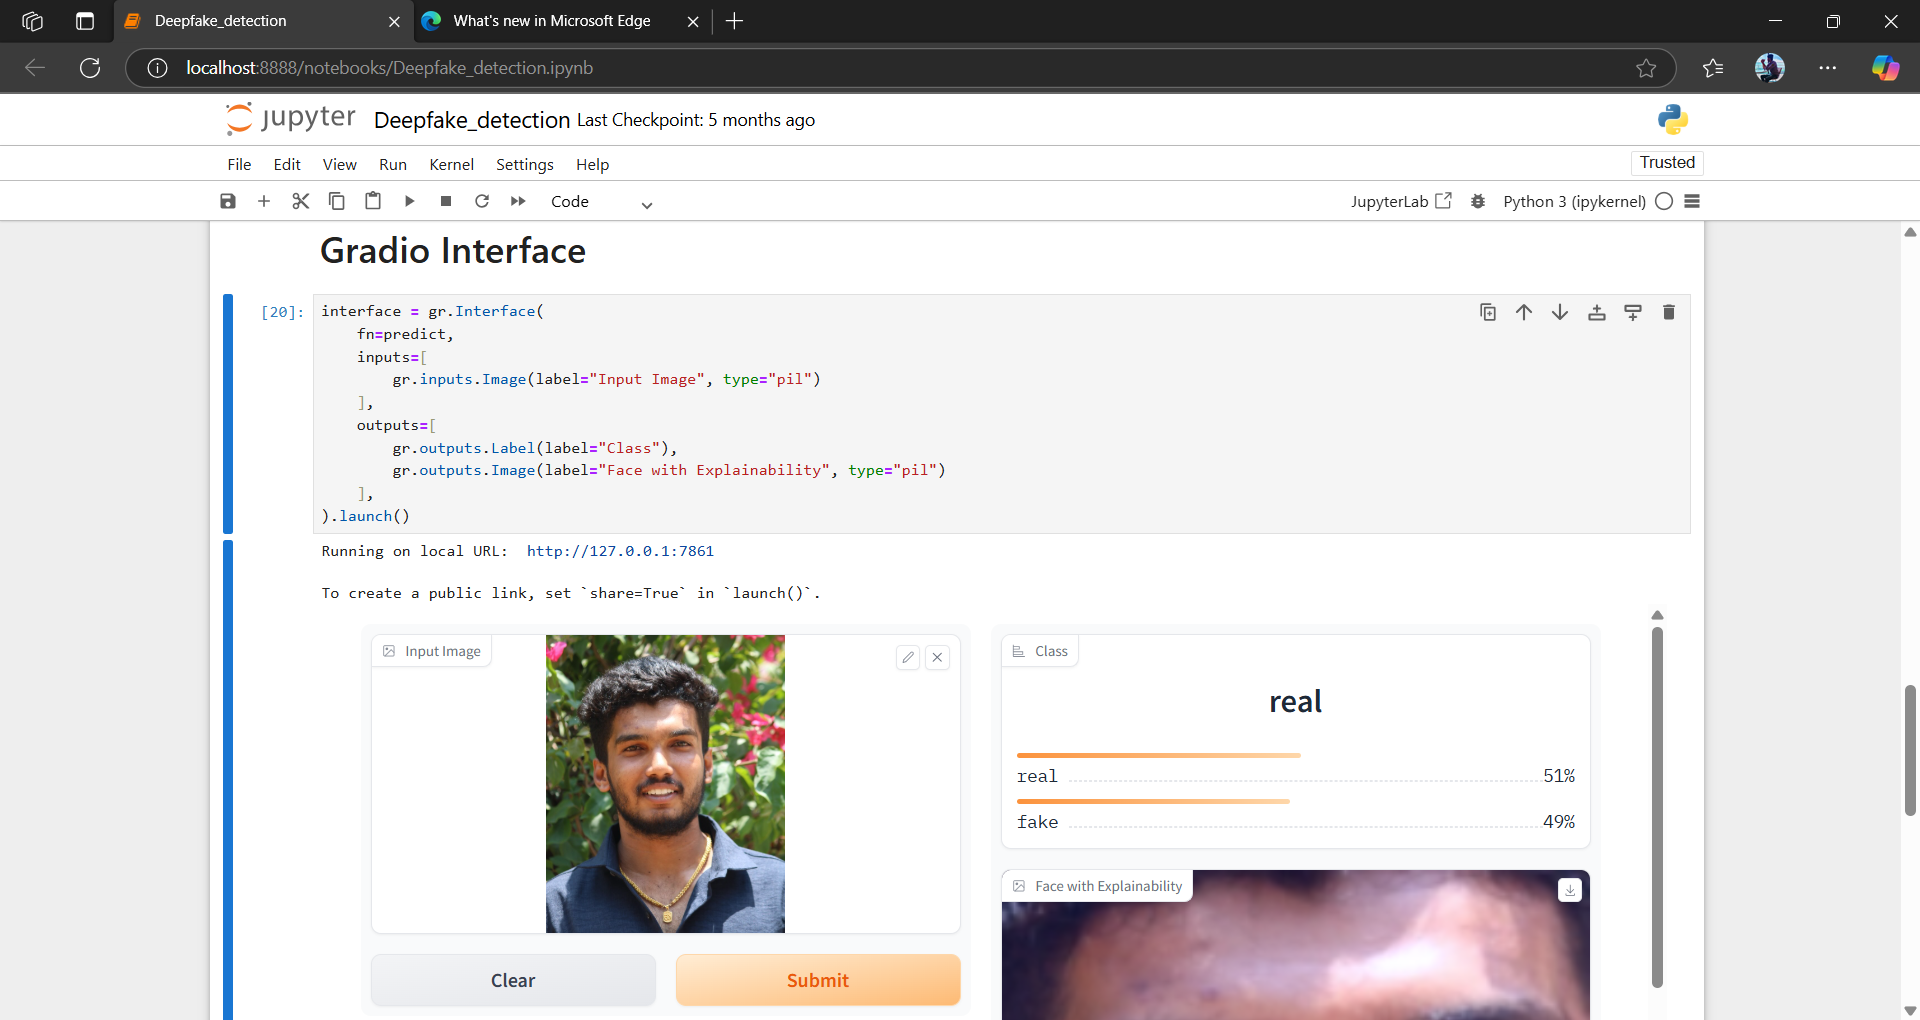 Deepfake_detection
What's new in Microsoft Edge
localhost:8888/notebooks/Deepfake_detection.ipynb
jupyter Deepfake_detection Last Checkpoint: 5 months ago
File Edit View Run Kernel Settings Help
Trusted
Code
JupyterLab
Python 3 (ipykernel)
Gradio Interface
[20]:
interface = gr.Interface(
    fn=predict,
    inputs=[
        gr.inputs.Image(label="Input Image", type="pil")
    ],
    outputs=[
        gr.outputs.Label(label="Class"),
        gr.outputs.Image(label="Face with Explainability", type="pil")
    ],
).launch()
Running on local URL:  http://127.0.0.1:7861
To create a public link, set `share=True` in `launch()`.
Input Image
Clear
Submit
Class
real
real 51%
fake 49%
Face with Explainability